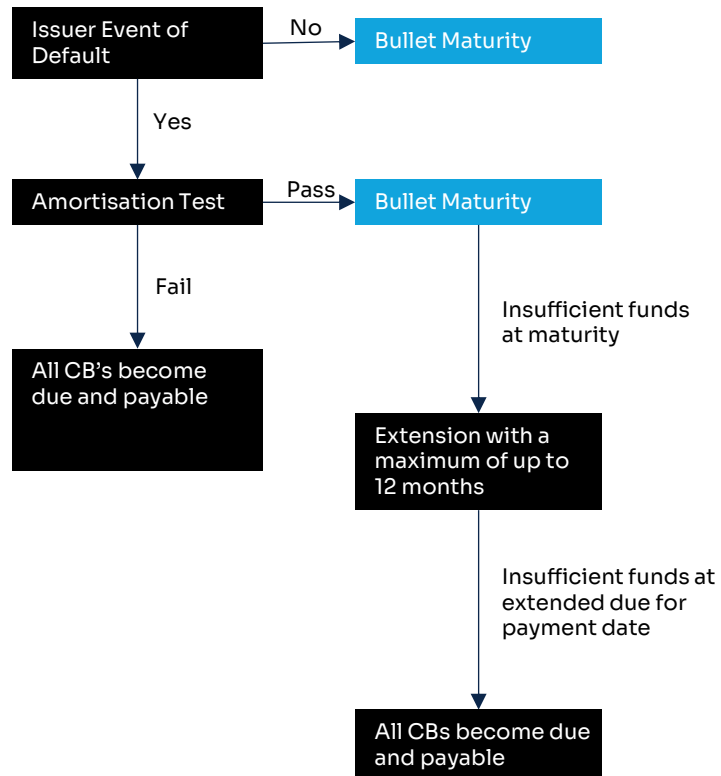 Issuer Event of
Default
No
Bullet Maturity
Yes
Amortisation Test
Pass
Bullet Maturity
Fail
Insufficient funds
at maturity
All CB's become
due and payable
Extension with a
maximum of up to
12 months
Insufficient funds at
extended due for
payment date
All CBs become due
and payable